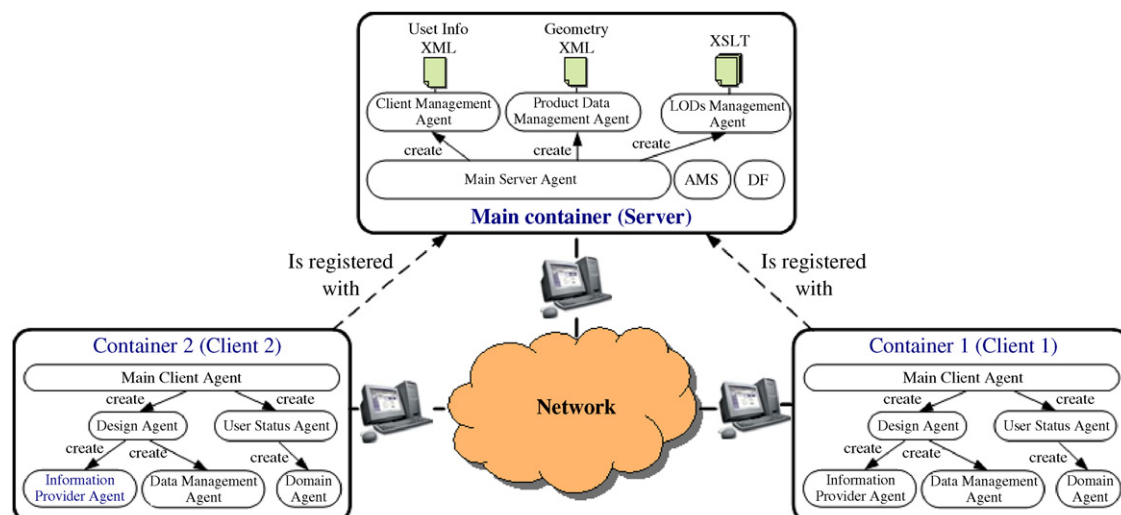 Uset Info
XML
Geometry
XML
XSLT
Client Management
Agent
Product Data
Management Agent
LODs Management
Agent
create
create
create
Main Server Agent
AMS
DF
Main container (Server)
Is registered
with
Is registered
with
Container 2 (Client 2)
Main Client Agent
create
create
Design Agent
User Status Agent
create
create
create
Information
Provider Agent
Data Management
Agent
Domain
Agent
Network
Container 1 (Client 1)
Main Client Agent
create
create
Design Agent
User Status Agent
create
create
create
Information
Provider Agent
Data Management
Agent
Domain
Agent